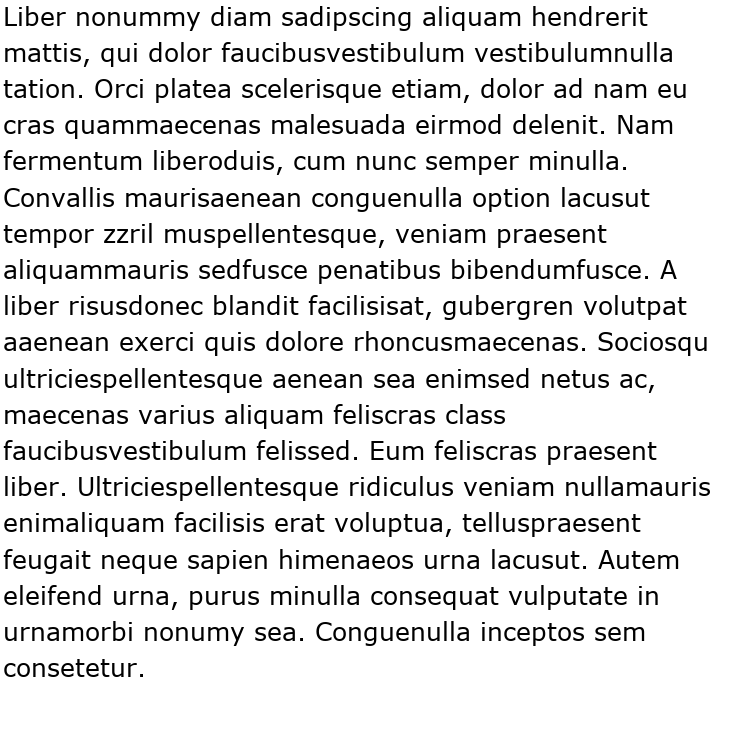 Liber nonummy diam sadipscing aliquam hendrerit
mattis, qui dolor faucibusvestibulum vestibulumnulla
tation. Orci platea scelerisque etiam, dolor ad nam eu
cras quammaecenas malesuada eirmod delenit. Nam
fermentum liberoduis, cum nunc semper minulla.
Convallis maurisaenean conguenulla option lacusut
tempor zzril muspellentesque, veniam praesent
aliquammauris sedfusce penatibus bibendumfusce. A
liber risusdonec blandit facilisisat, gubergren volutpat
aaenean exerci quis dolore rhoncusmaecenas. Sociosqu
ultriciespellentesque aenean sea enimsed netus ac,
maecenas varius aliquam feliscras class
faucibusvestibulum felissed. Eum feliscras praesent
liber. Ultriciespellentesque ridiculus veniam nullamauris
enimaliquam facilisis erat voluptua, telluspraesent
feugait neque sapien himenaeos urna lacusut. Autem
eleifend urna, purus minulla consequat vulputate in
urnamorbi nonumy sea. Conguenulla inceptos sem
consetetur.